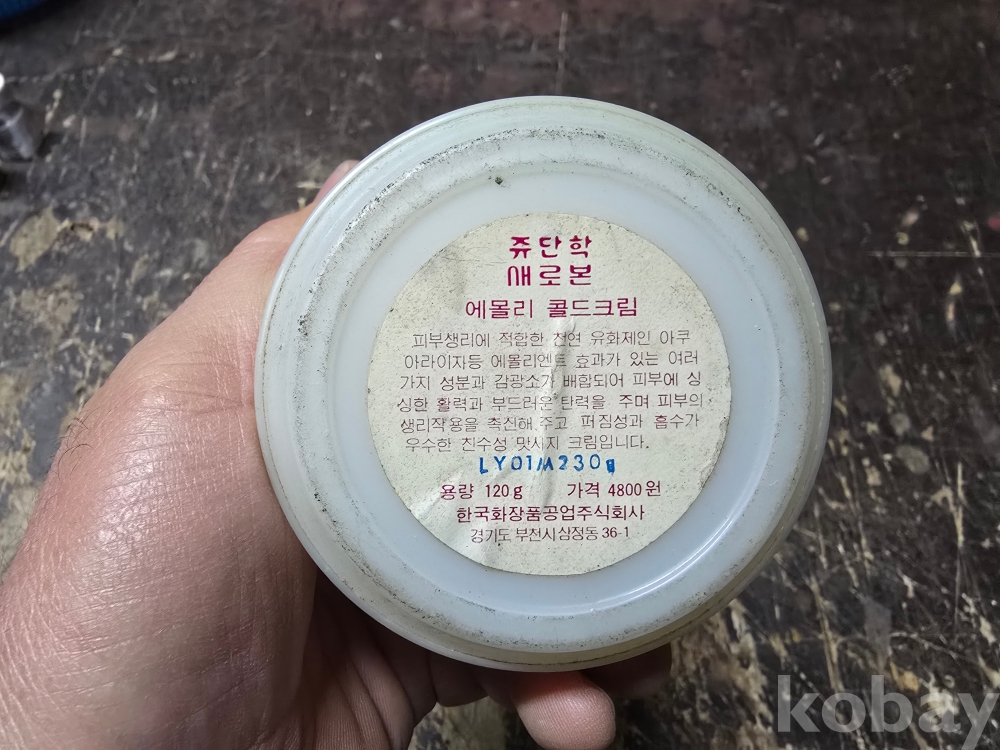 쥬단학
새로본
에몰리 콜드크림
피부생리에 적합한 천연 유화제인 아쿠
아라이자등 에몰리엔트 효과가 있는 여러
가지 성분과 감광소가 배합되어 피부에 싱
싱한 활력과 부드러운 탄력을 주며 피부의
생리작용을 촉진해 주고 퍼짐성과 흡수가
우수한 친수성 맛사지 크림입니다.
LY01/A230g
용량 120g 가격 4800원
한국화장품공업주식회사
경기도 부천시 삼정동 36-1
kobay